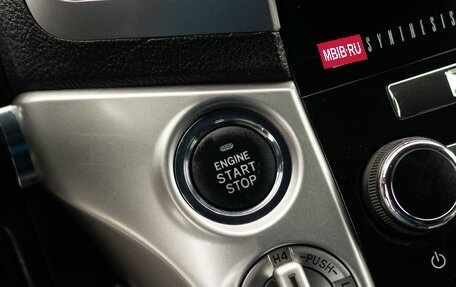 MBIB.RU
SYNTHESIS
ENGINE
START
STOP
H4 -PUSH-